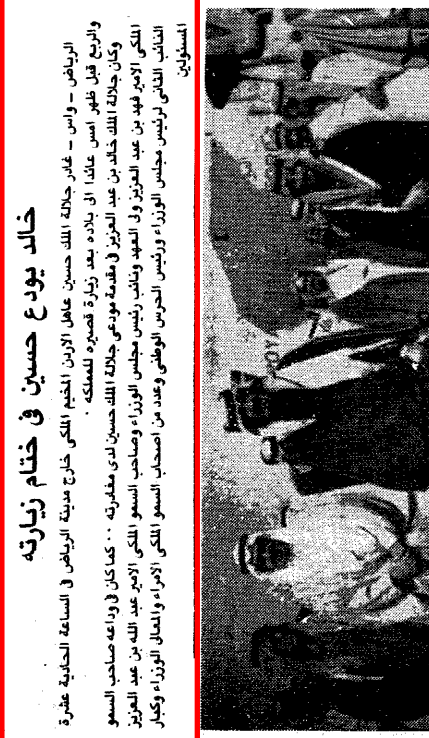 خالد يودع حسين في ختام زيارته
الرياض - واس - غادر جلالة الملك حسين عاهل الاردن المخيم الملكي خارج مدينة الرياض في الساعة الحادية عشرة
والربع قبل ظهر امس عائدا الى بلاده بعد زيارة قصيره للمملكه .
وكان جلالة الملك خالد بن عبد العزيز في مقدمة مودعي جلالة الملك حسين لدى مغادرته .. كما كان في وداعه صاحب السمو
الملكي الامير فهد بن عبد العزيز ولي العهد ونائب رئيس مجلس الوزراء وصاحب السمو الملكي الامير عبد الله بن عبد العزيز
النائب الثاني لرئيس مجلس الوزراء ورئيس الحرس الوطني وعدد من اصحاب السمو الملكي الامراء والمعالي الوزراء وكبار
المسئولين